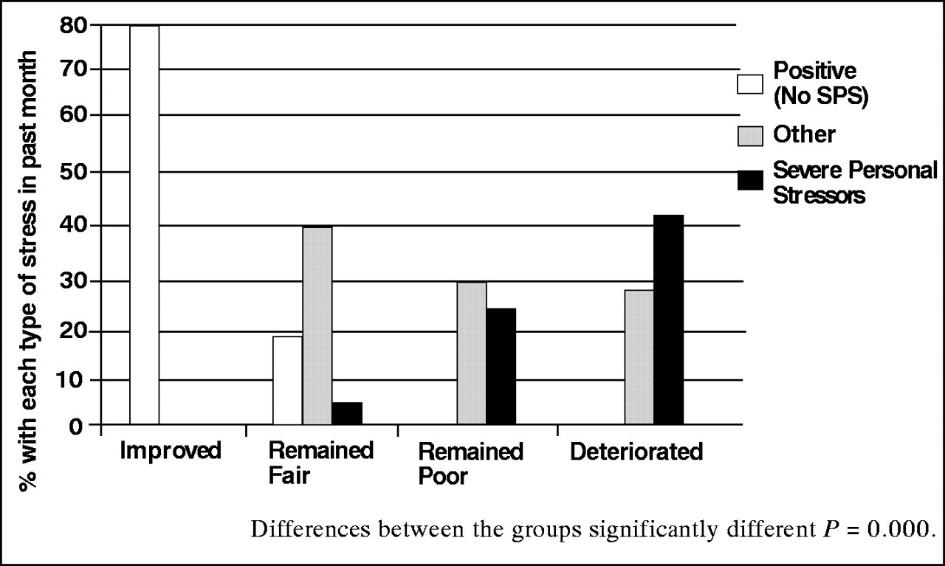 % with each type of stress in past month
80
70
60
50
40
30
20
10
0
Positive
(No SPS)
Other
Severe Personal
Stressors
Improved
Remained
Fair
Remained
Poor
Deteriorated
Differences between the groups significantly different P = 0.000.